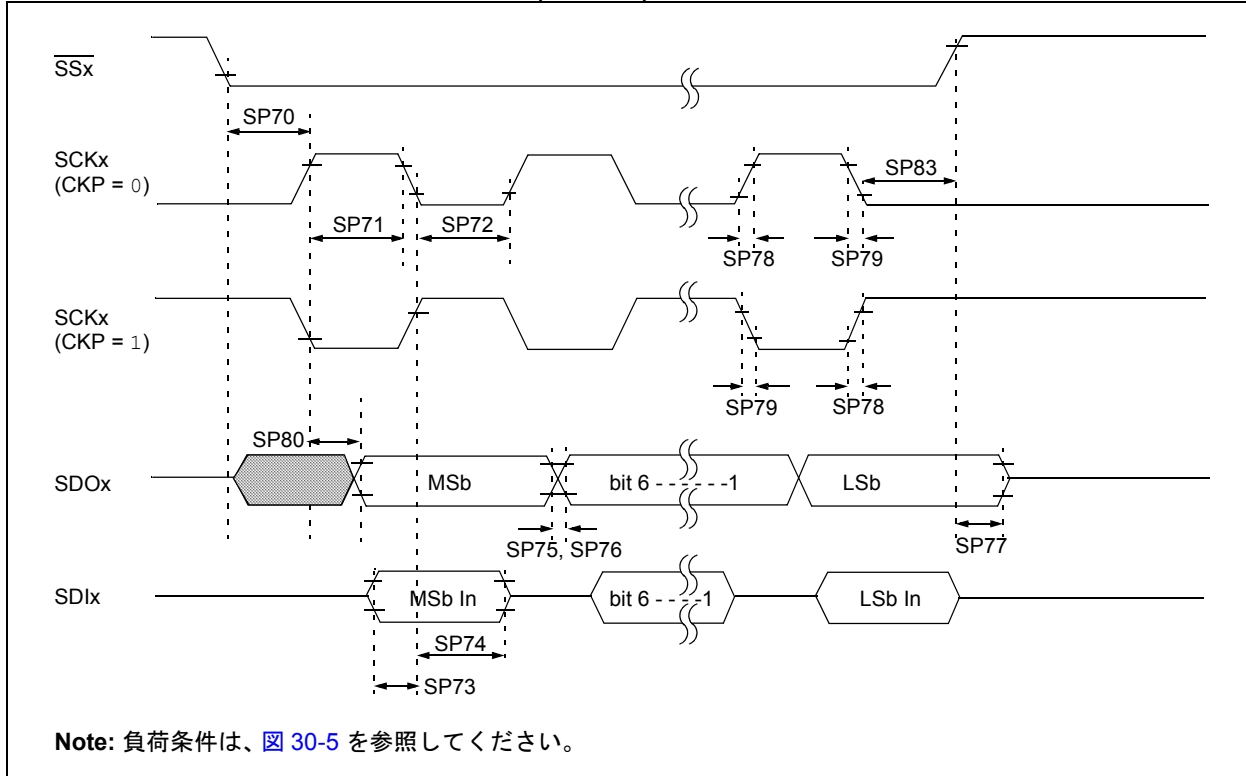 SSx
SP70
SCKx
(CKP = 0)
SP83
SP71
SP72
SP78
SP79
SCKx
(CKP = 1)
SP79
SP78
SP80
SDOx
MSb
bit 6 - - - - - -1
LSb
SP75, SP76
SP77
SDIx
MSb In
bit 6 - - - -1
LSb In
SP74
SP73
Note: 負荷条件は、図 30-5 を参照してください。